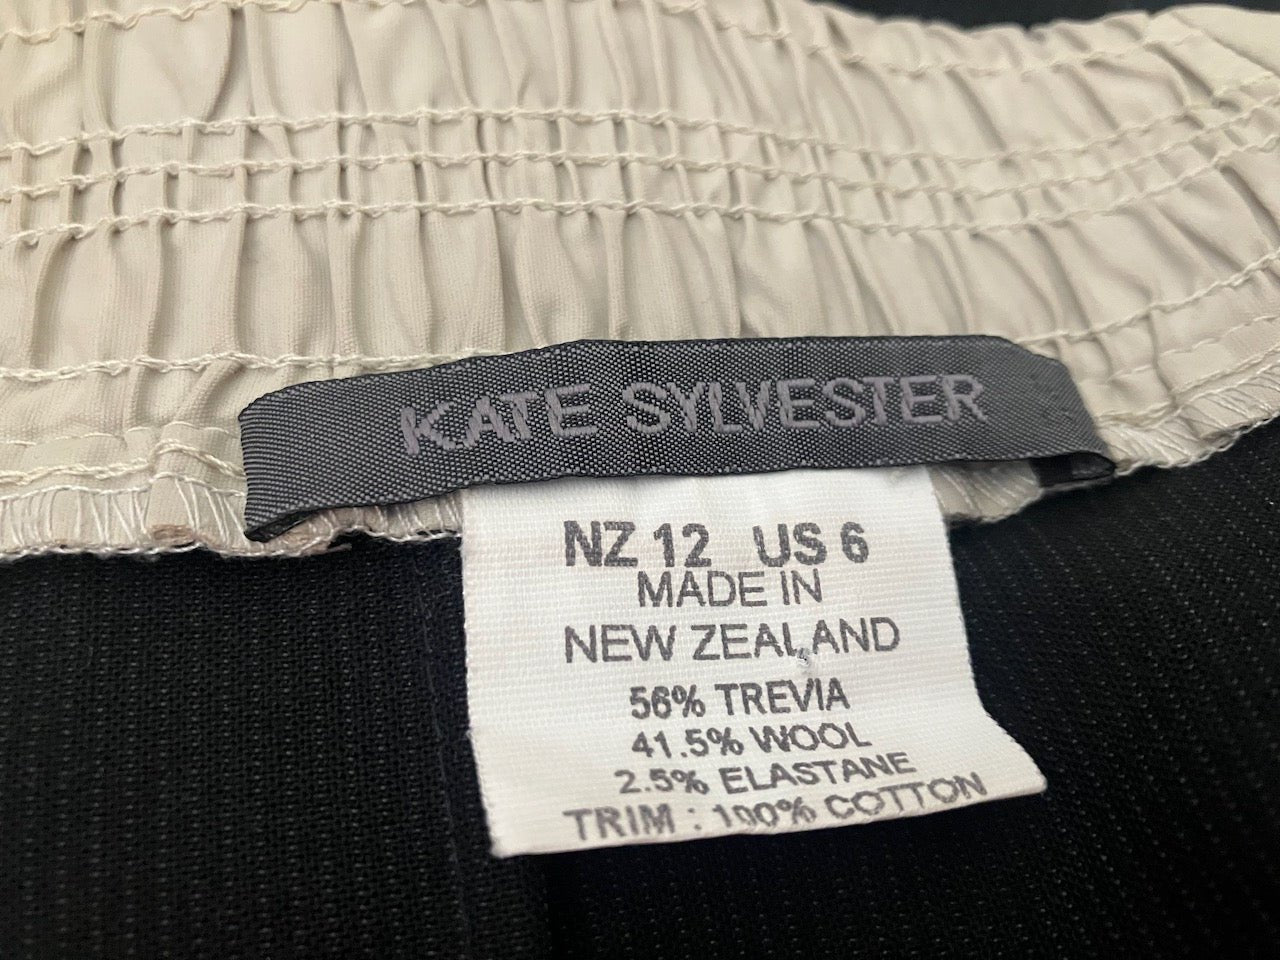 KATE SYLVESTER
NZ 12 US 6
MADE IN
NEW ZEALAND
56% TREVIA
41.5% WOOL
2.5% ELASTANE
TRIM : 100% COTTON